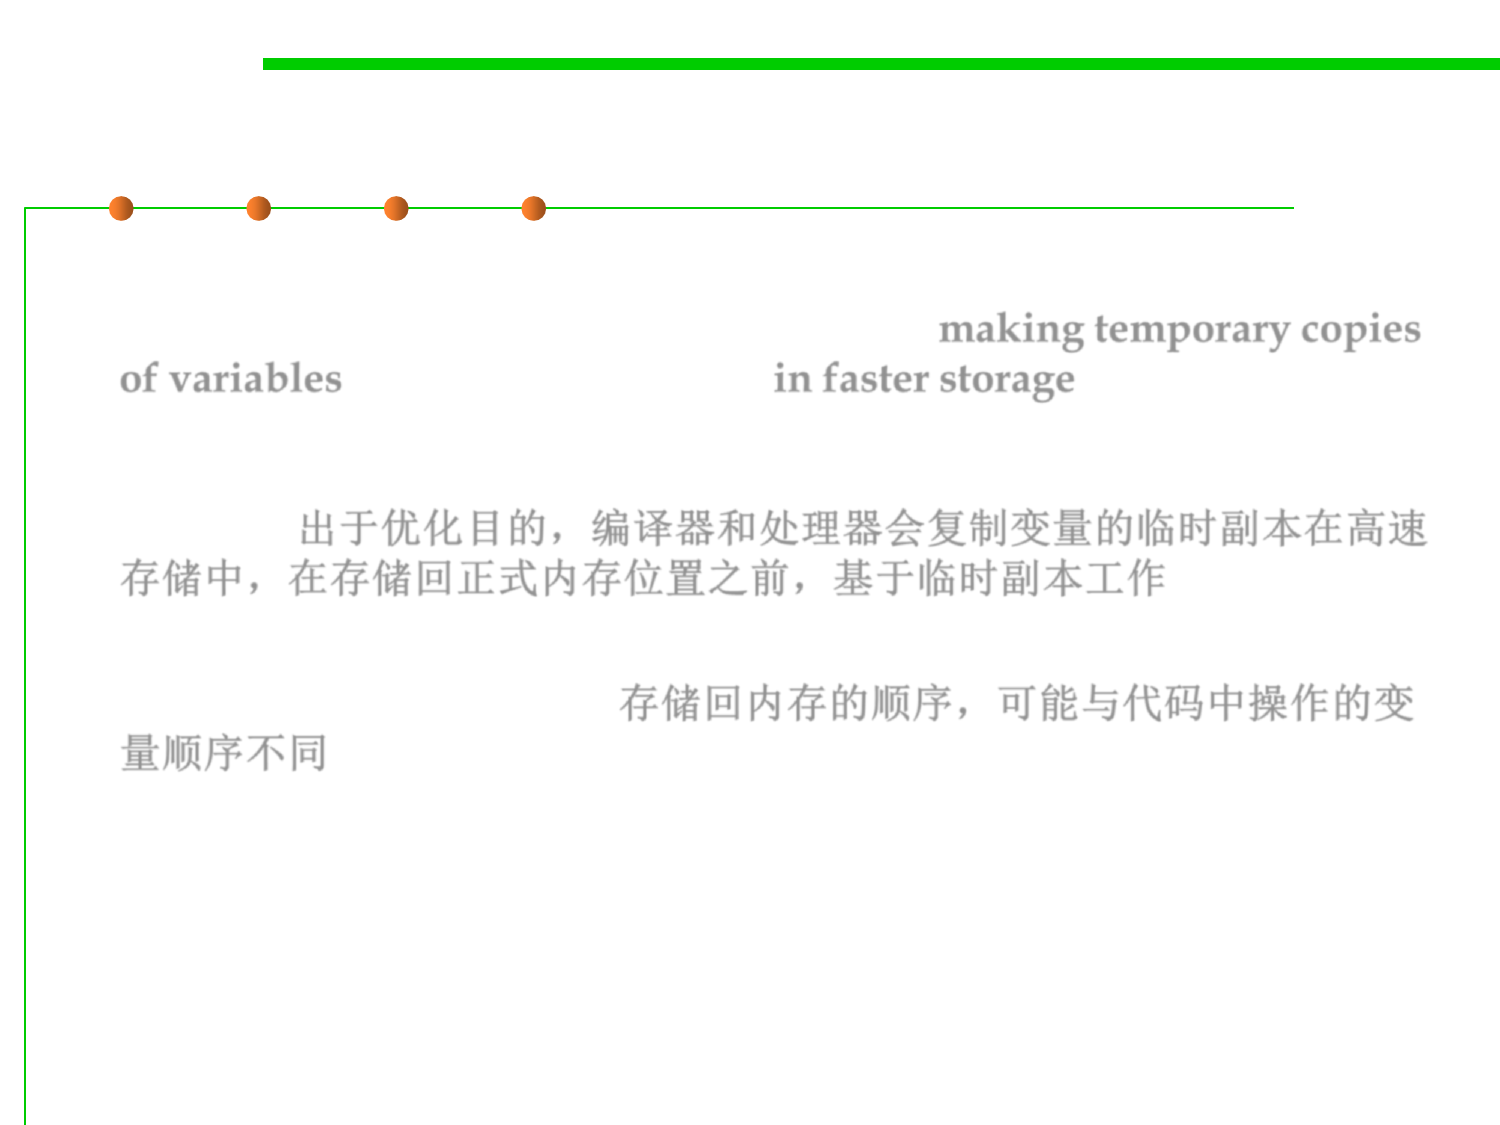 making temporary copies
of variables in faster storage
出于优化目的，编译器和处理器会复制变量的临时副本在高速
存储中，在存储回正式内存位置之前，基于临时副本工作
存储回内存的顺序，可能与代码中操作的变
量顺序不同